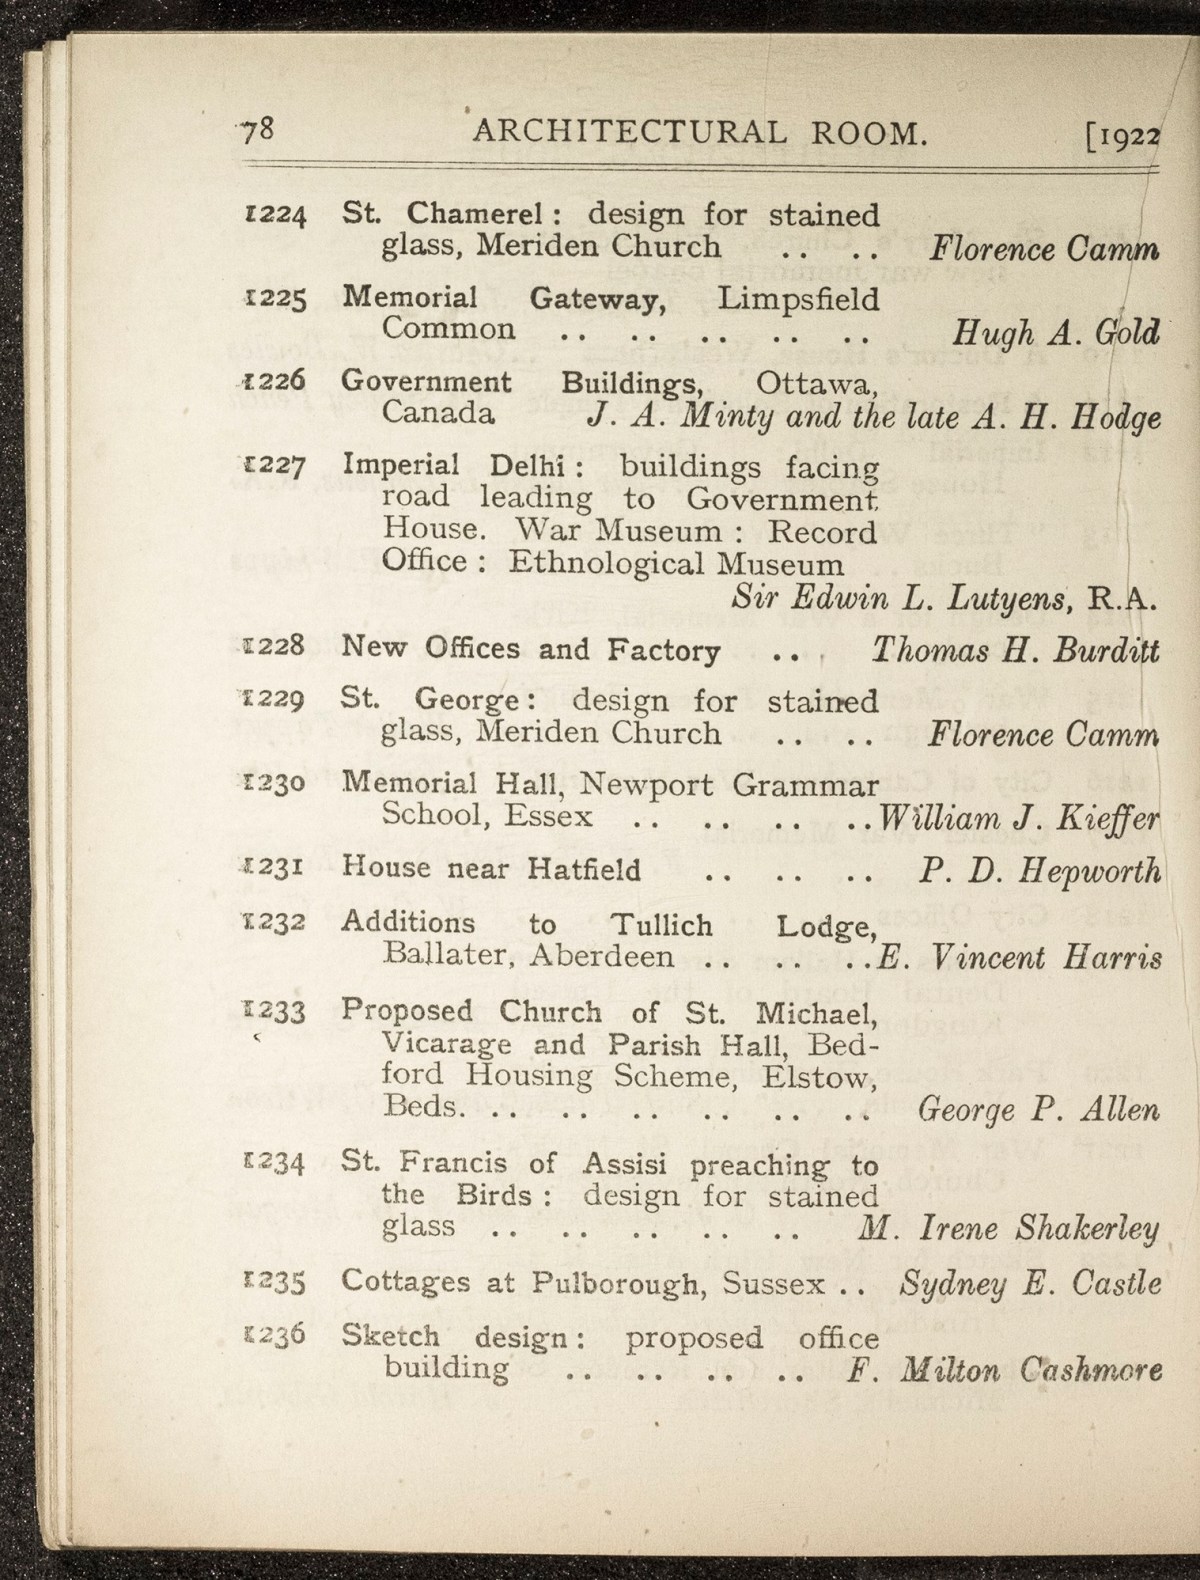 78 ARCHITECTURAL ROOM. [1922
1224 St. Chamerel : design for stained
glass, Meriden Church .. .. Florence Camm
1225 Memorial Gateway, Limpsfield
Common .. .. .. .. .. Hugh A. Gold
1226 Government Buildings, Ottawa,
Canada J. A. Minty and the late A. H. Hodge
1227 Imperial Delhi : buildings facing
road leading to Government
House. War Museum : Record
Office : Ethnological Museum
Sir Edwin L. Lutyens, R.A.
1228 New Offices and Factory .. . Thomas H. Burditt
1229 St. George : design for stained
glass, Meriden Church .. .. Florence Camm
1230 Memorial Hall, Newport Grammar
School, Essex .. .. .. .. William J. Kieffer
1231 House near Hatfield .. .. .. P. D. Hepworth
1232 Additions to Tullich Lodge,
Ballater, Aberdeen .. .. .. E. Vincent Harris
1233 Proposed Church of St. Michael,
Vicarage and Parish Hall, Bed-
ford Housing Scheme, Elstow,
Beds. .. .. .. .. .. .. George P. Allen
1234 St. Francis of Assisi preaching to
the Birds : design for stained
glass .. .. .. .. .. M. Irene Shakerley
1235 Cottages at Pulborough, Sussex .. Sydney E. Castle
1236 Sketch design : proposed office
building .. .. .. .. F. Milton Cashmore